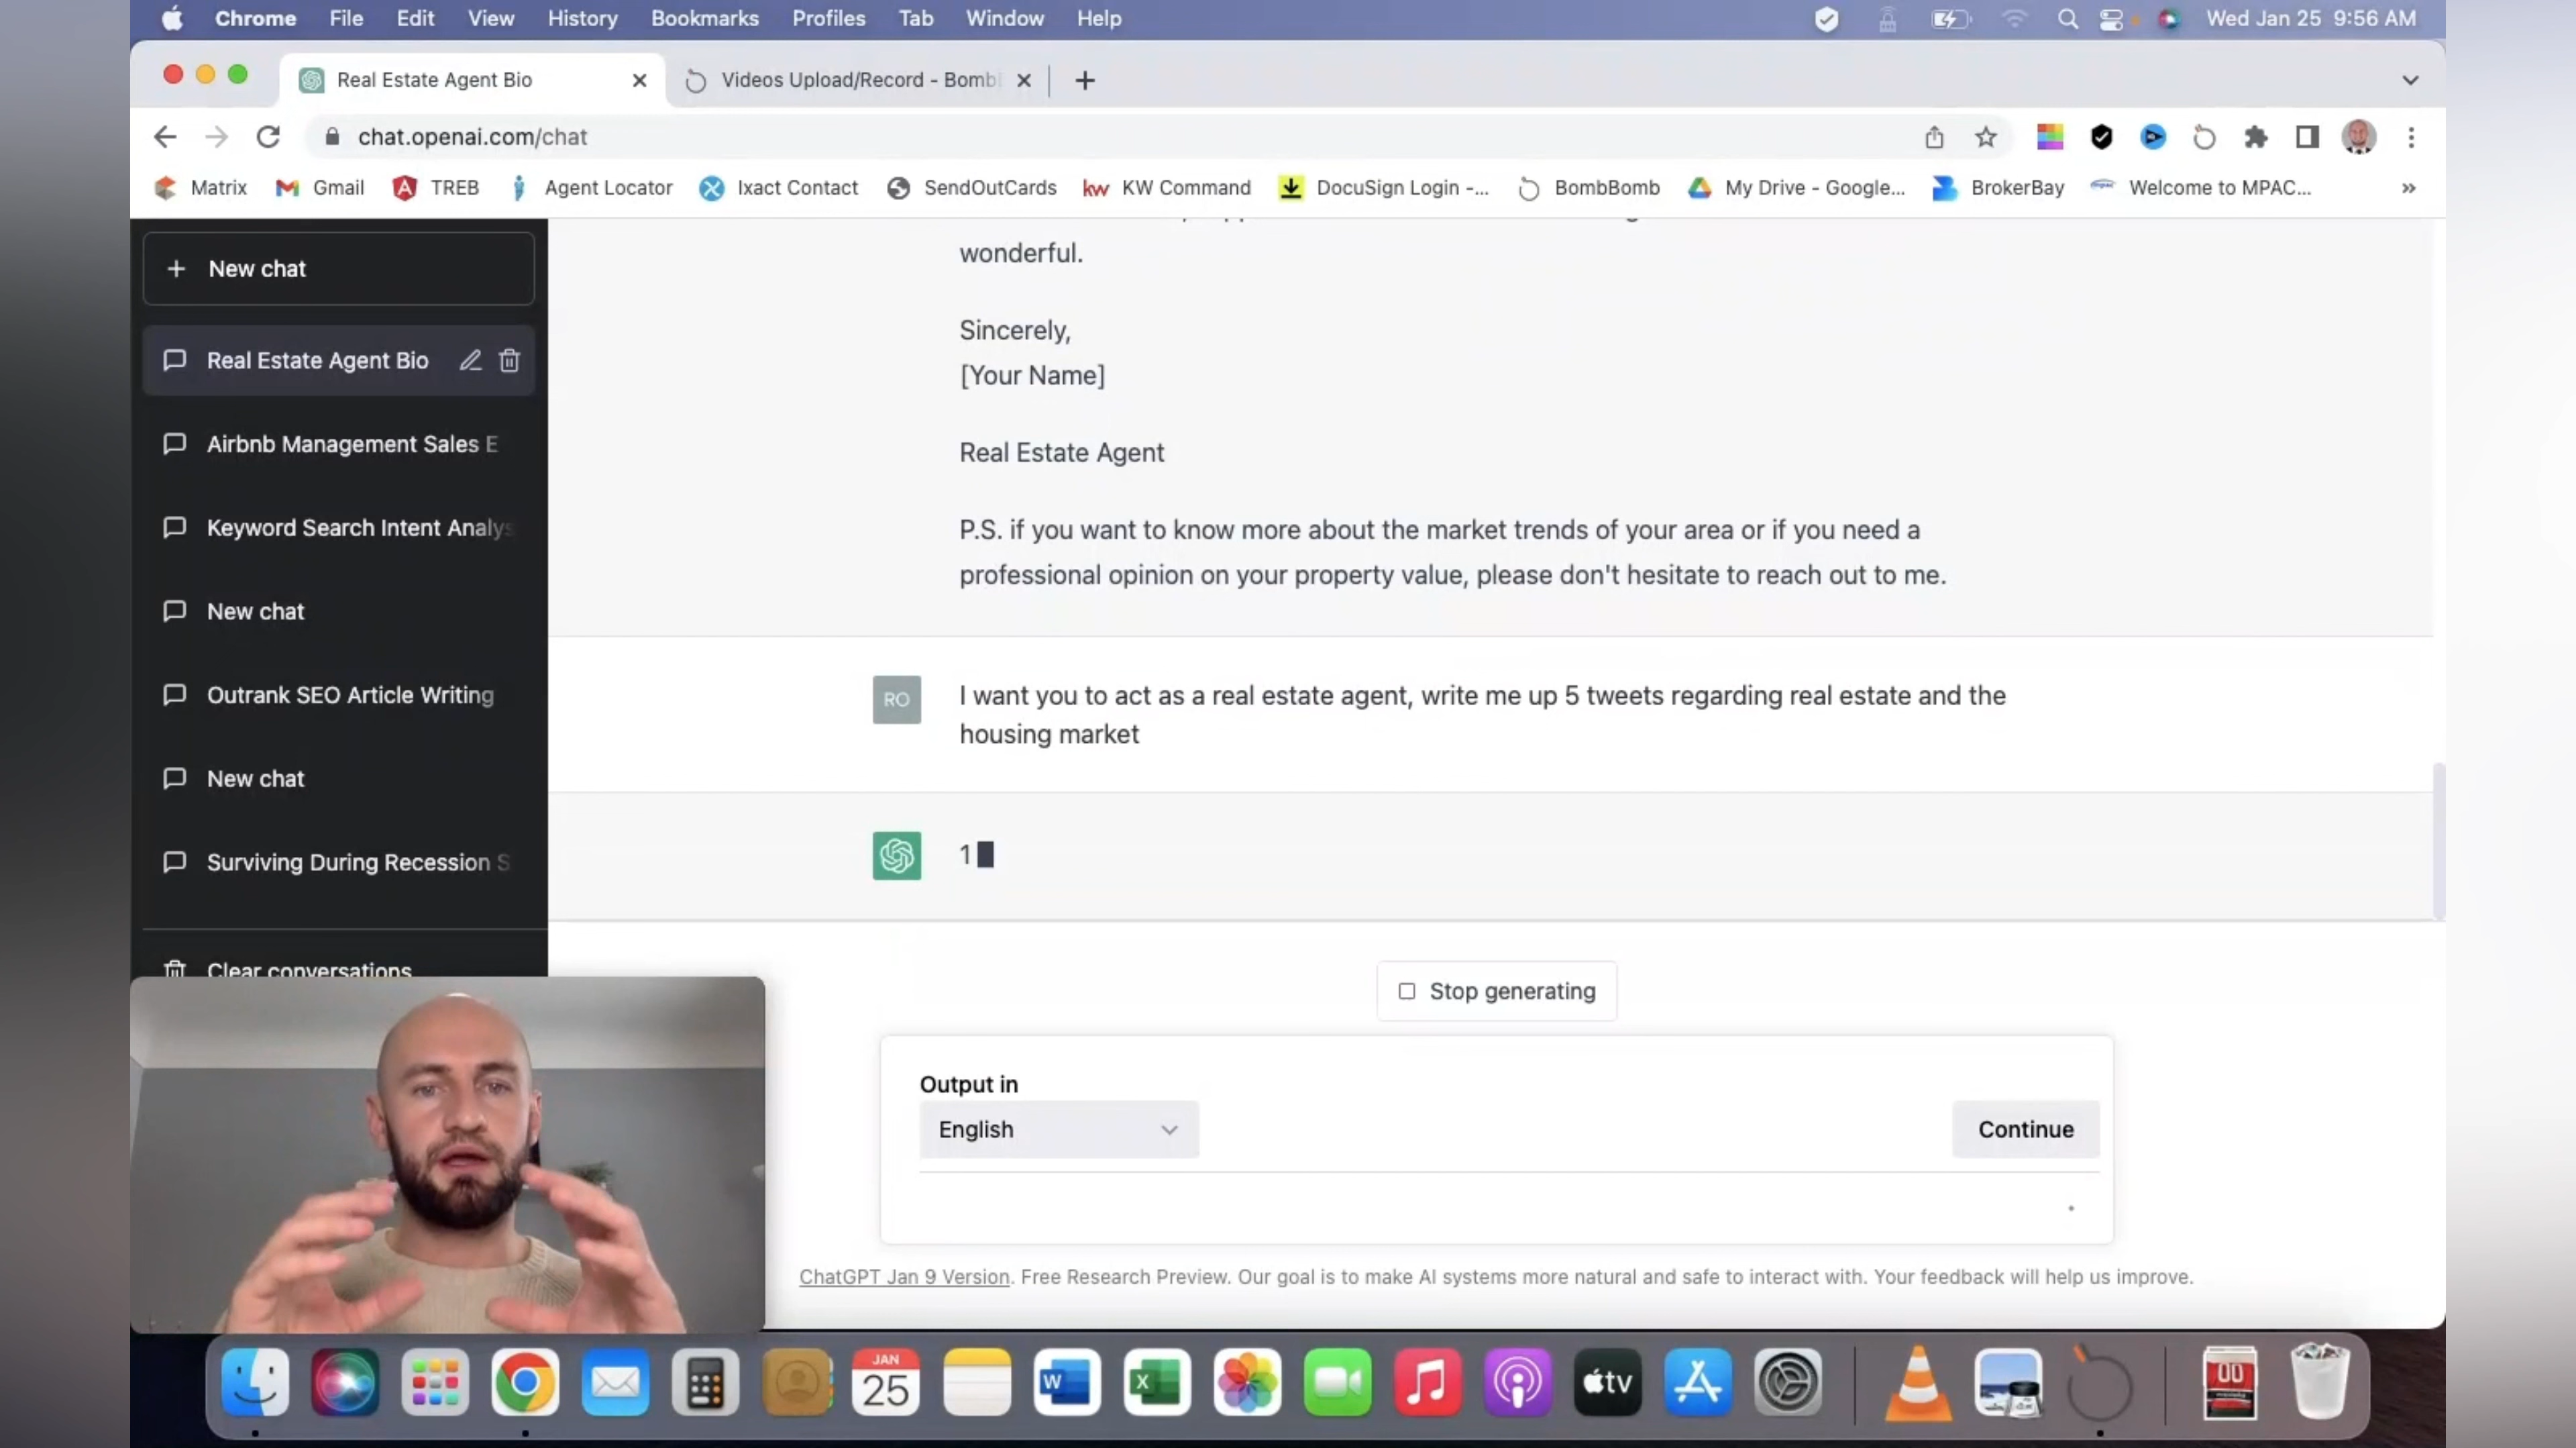 Chrome File Edit View History Bookmarks Profiles Tab Window Help Wed Jan 25 9:56 AM
Real Estate Agent Bio Videos Upload/Record - Bomb
chat.openai.com/chat
Matrix Gmail TREB Agent Locator Ixact Contact SendOutCards kw KW Command DocuSign Login -... BombBomb My Drive - Google... BrokerBay Welcome to MPAC... »
+ New chat
Real Estate Agent Bio
Airbnb Management Sales E
Keyword Search Intent Analys
New chat
Outrank SEO Article Writing
New chat
Surviving During Recession S
Clear conversations
wonderful.
Sincerely,
[Your Name]
Real Estate Agent
P.S. if you want to know more about the market trends of your area or if you need a
professional opinion on your property value, please don't hesitate to reach out to me.
RO
I want you to act as a real estate agent, write me up 5 tweets regarding real estate and the
housing market
1
Stop generating
Output in
English
Continue
ChatGPT Jan 9 Version. Free Research Preview. Our goal is to make AI systems more natural and safe to interact with. Your feedback will help us improve.
JAN
25
W
X
tv